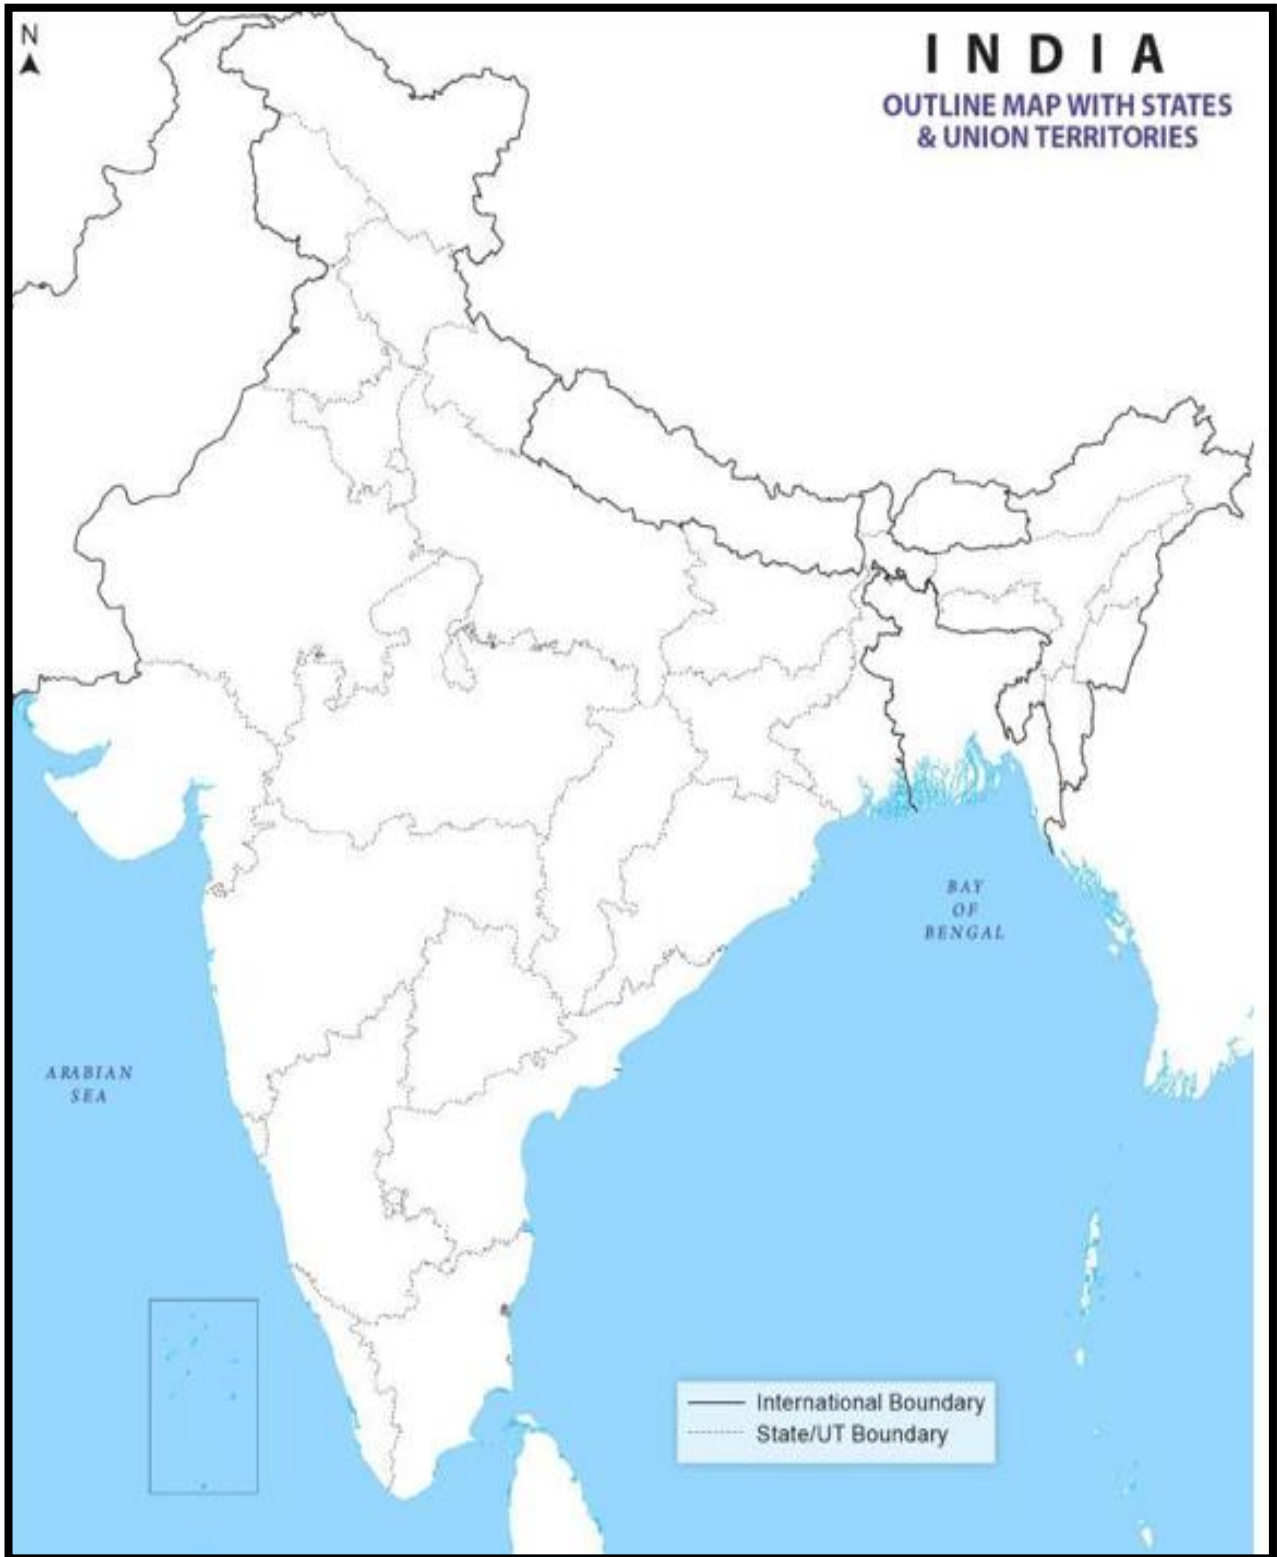 N
I N D I A
OUTLINE MAP WITH STATES
& UNION TERRITORIES
BAY
OF
BENGAL
ARABIAN
SEA
International Boundary
State/UT Boundary